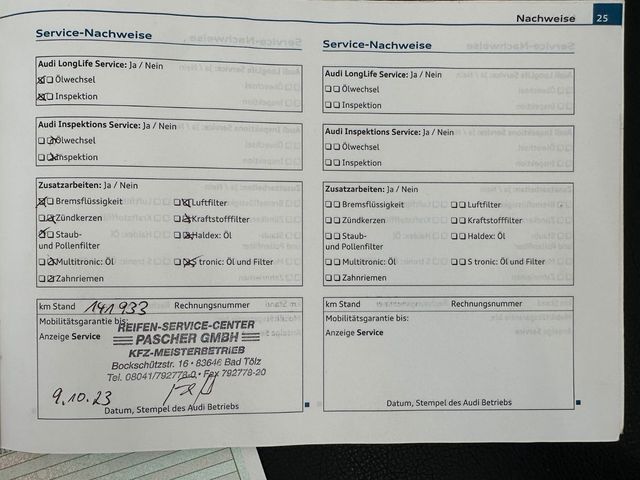 Nachweise 25
Service-Nachweise
Audi LongLife Service: Ja / Nein
Ölwechsel
Inspektion
Audi Inspektions Service: Ja / Nein
Ölwechsel
Inspektion
Zusatzarbeiten: Ja / Nein
Bremsflüssigkeit Luftfilter
Zündkerzen Kraftstofffilter
Staub- Haldex: Öl
und Pollenfilter
Multitronic: Öl S tronic: Öl und Filter
Zahnriemen
km Stand 141 933 Rechnungsnummer
Mobilitätsgarantie bis:
Anzeige Service
REIFEN-SERVICE-CENTER
PASCHER GMBH
KFZ-MEISTERBETRIEB
Bockschützstr. 16 • 83646 Bad Tölz
Tel. 08041/792778-0 • Fax 792778-20
9.10.23
Datum, Stempel des Audi Betriebs
Service-Nachweise
Audi LongLife Service: Ja / Nein
Ölwechsel
Inspektion
Audi Inspektions Service: Ja / Nein
Ölwechsel
Inspektion
Zusatzarbeiten: Ja / Nein
Bremsflüssigkeit Luftfilter
Zündkerzen Kraftstofffilter
Staub- Haldex: Öl
und Pollenfilter
Multitronic: Öl S tronic: Öl und Filter
Zahnriemen
km Stand Rechnungsnummer
Mobilitätsgarantie bis:
Anzeige Service
Datum, Stempel des Audi Betriebs